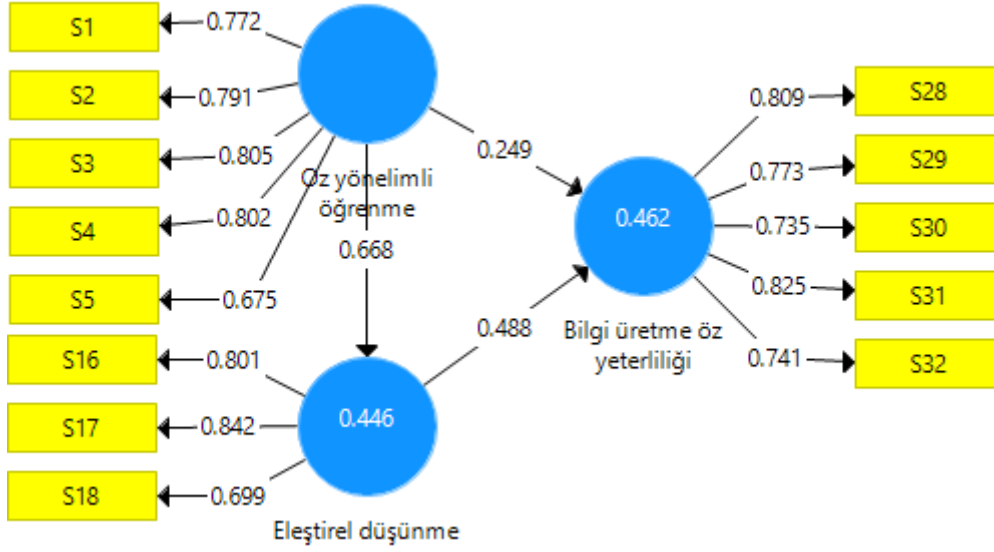 S1
0.772
S2
0.791
S3
0.805
S4
0.802
S5
0.675
Öz yönelimli
öğrenme
0.249
0.668
0.462
Bilgi üretme öz
yeterliliği
0.488
S16
0.801
S17
0.842
S18
0.699
0.446
Eleştirel düşünme
0.809
S28
0.773
S29
0.735
S30
0.825
S31
0.741
S32